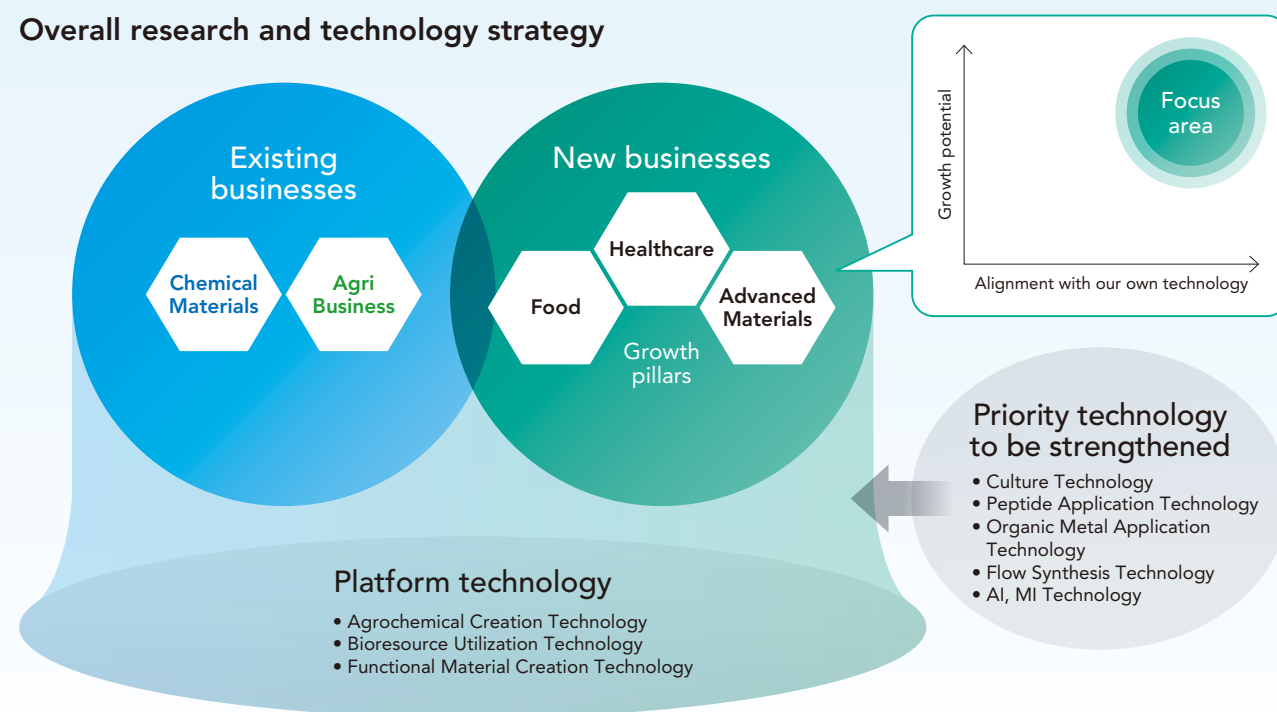 Overall research and technology strategy
Existing
businesses
Chemical
Materials
Agri
Business
New businesses
Food
Healthcare
Advanced
Materials
Growth
pillars
Growth potential
Focus
area
Alignment with our own technology
Priority technology
to be strengthened
• Culture Technology
• Peptide Application Technology
• Organic Metal Application
Technology
• Flow Synthesis Technology
• AI, MI Technology
Platform technology
• Agrochemical Creation Technology
• Bioresource Utilization Technology
• Functional Material Creation Technology